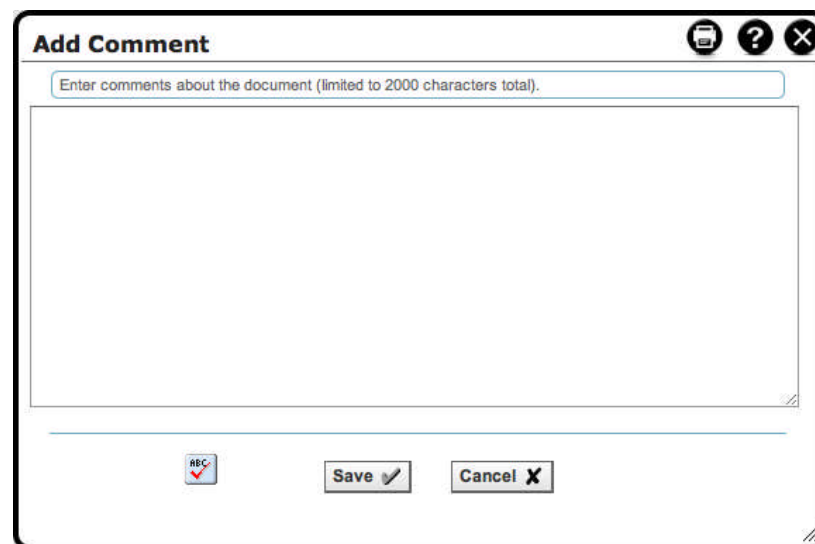 Add Comment
?
Enter comments about the document (limited to 2000 characters total).
ABC
Save
Cancel